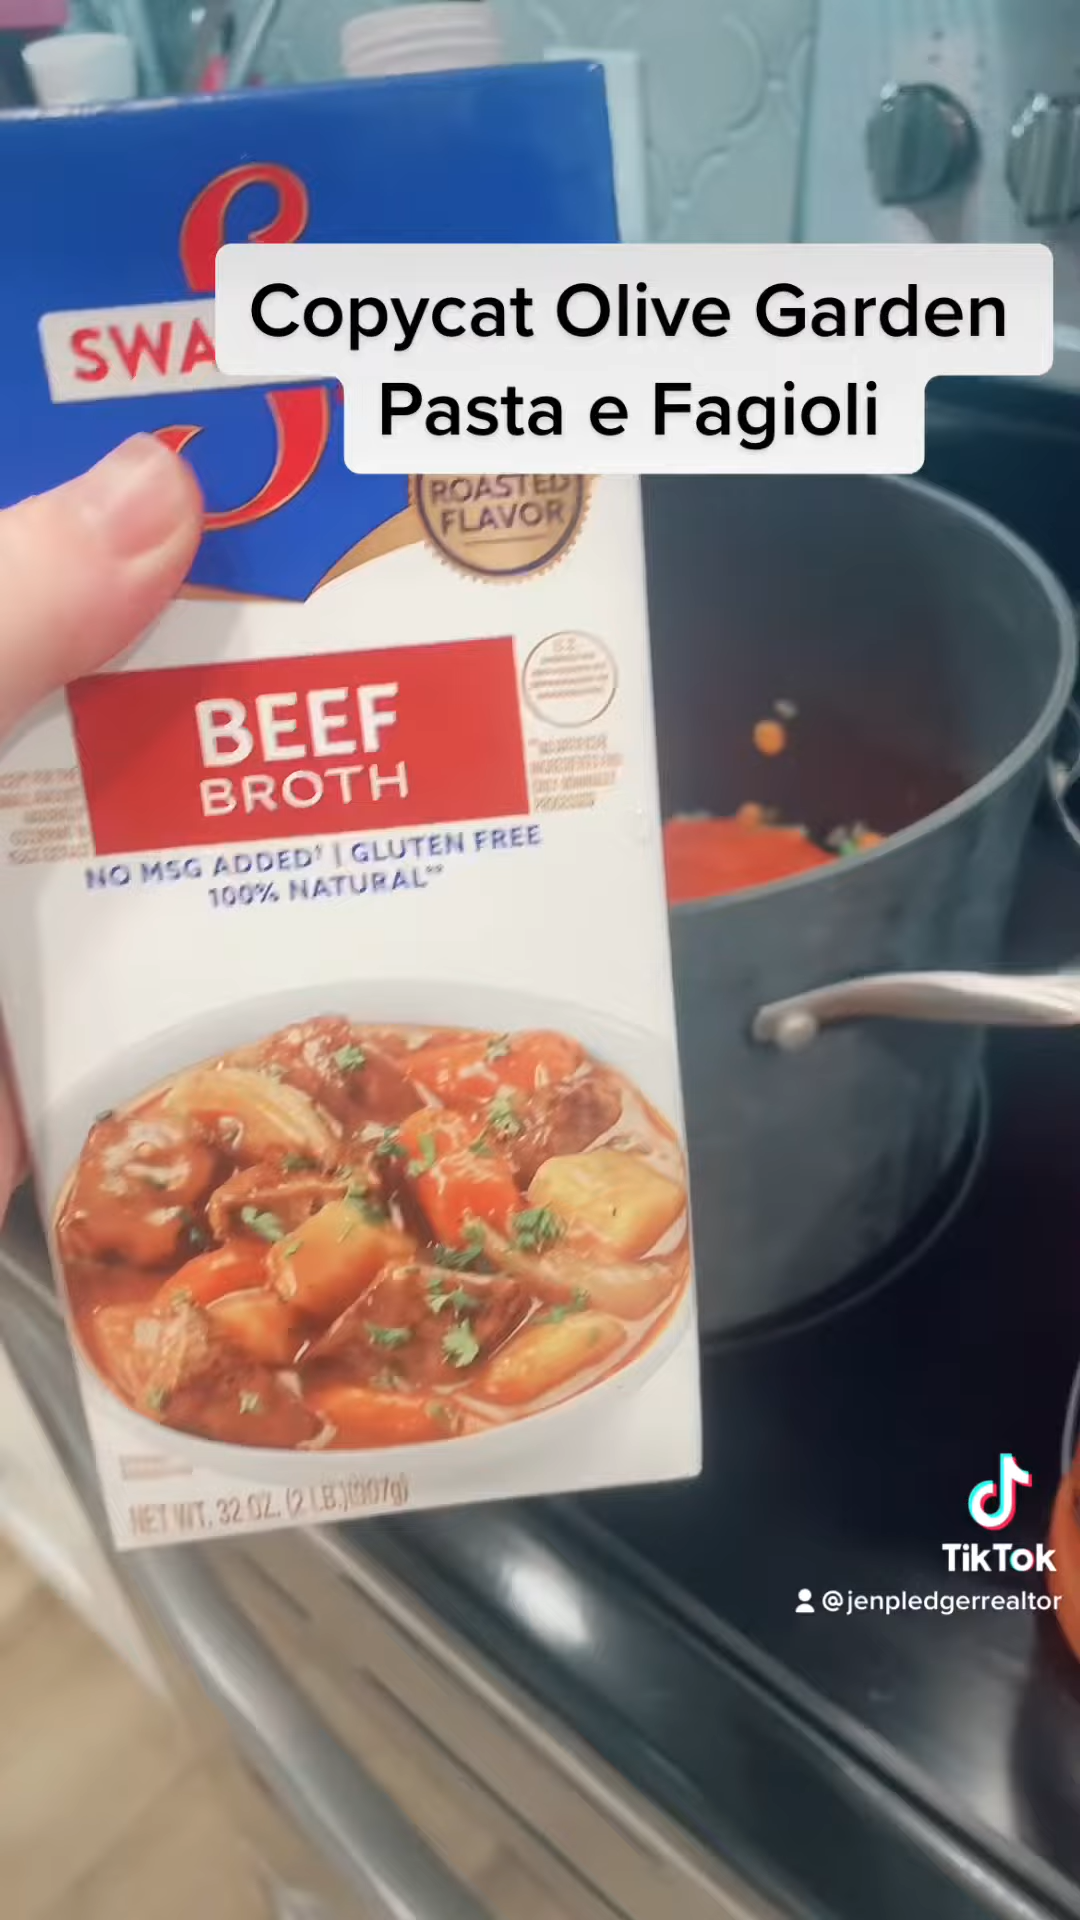 Copycat Olive Garden
Pasta e Fagioli
SWA
ROASTED
FLAVOR
BEEF
BROTH
NO MSG ADDED† | GLUTEN FREE
100% NATURAL**
NET WT. 32 OZ. (2 LB.)(907g)
TikTok
@jenpledgerrealtor